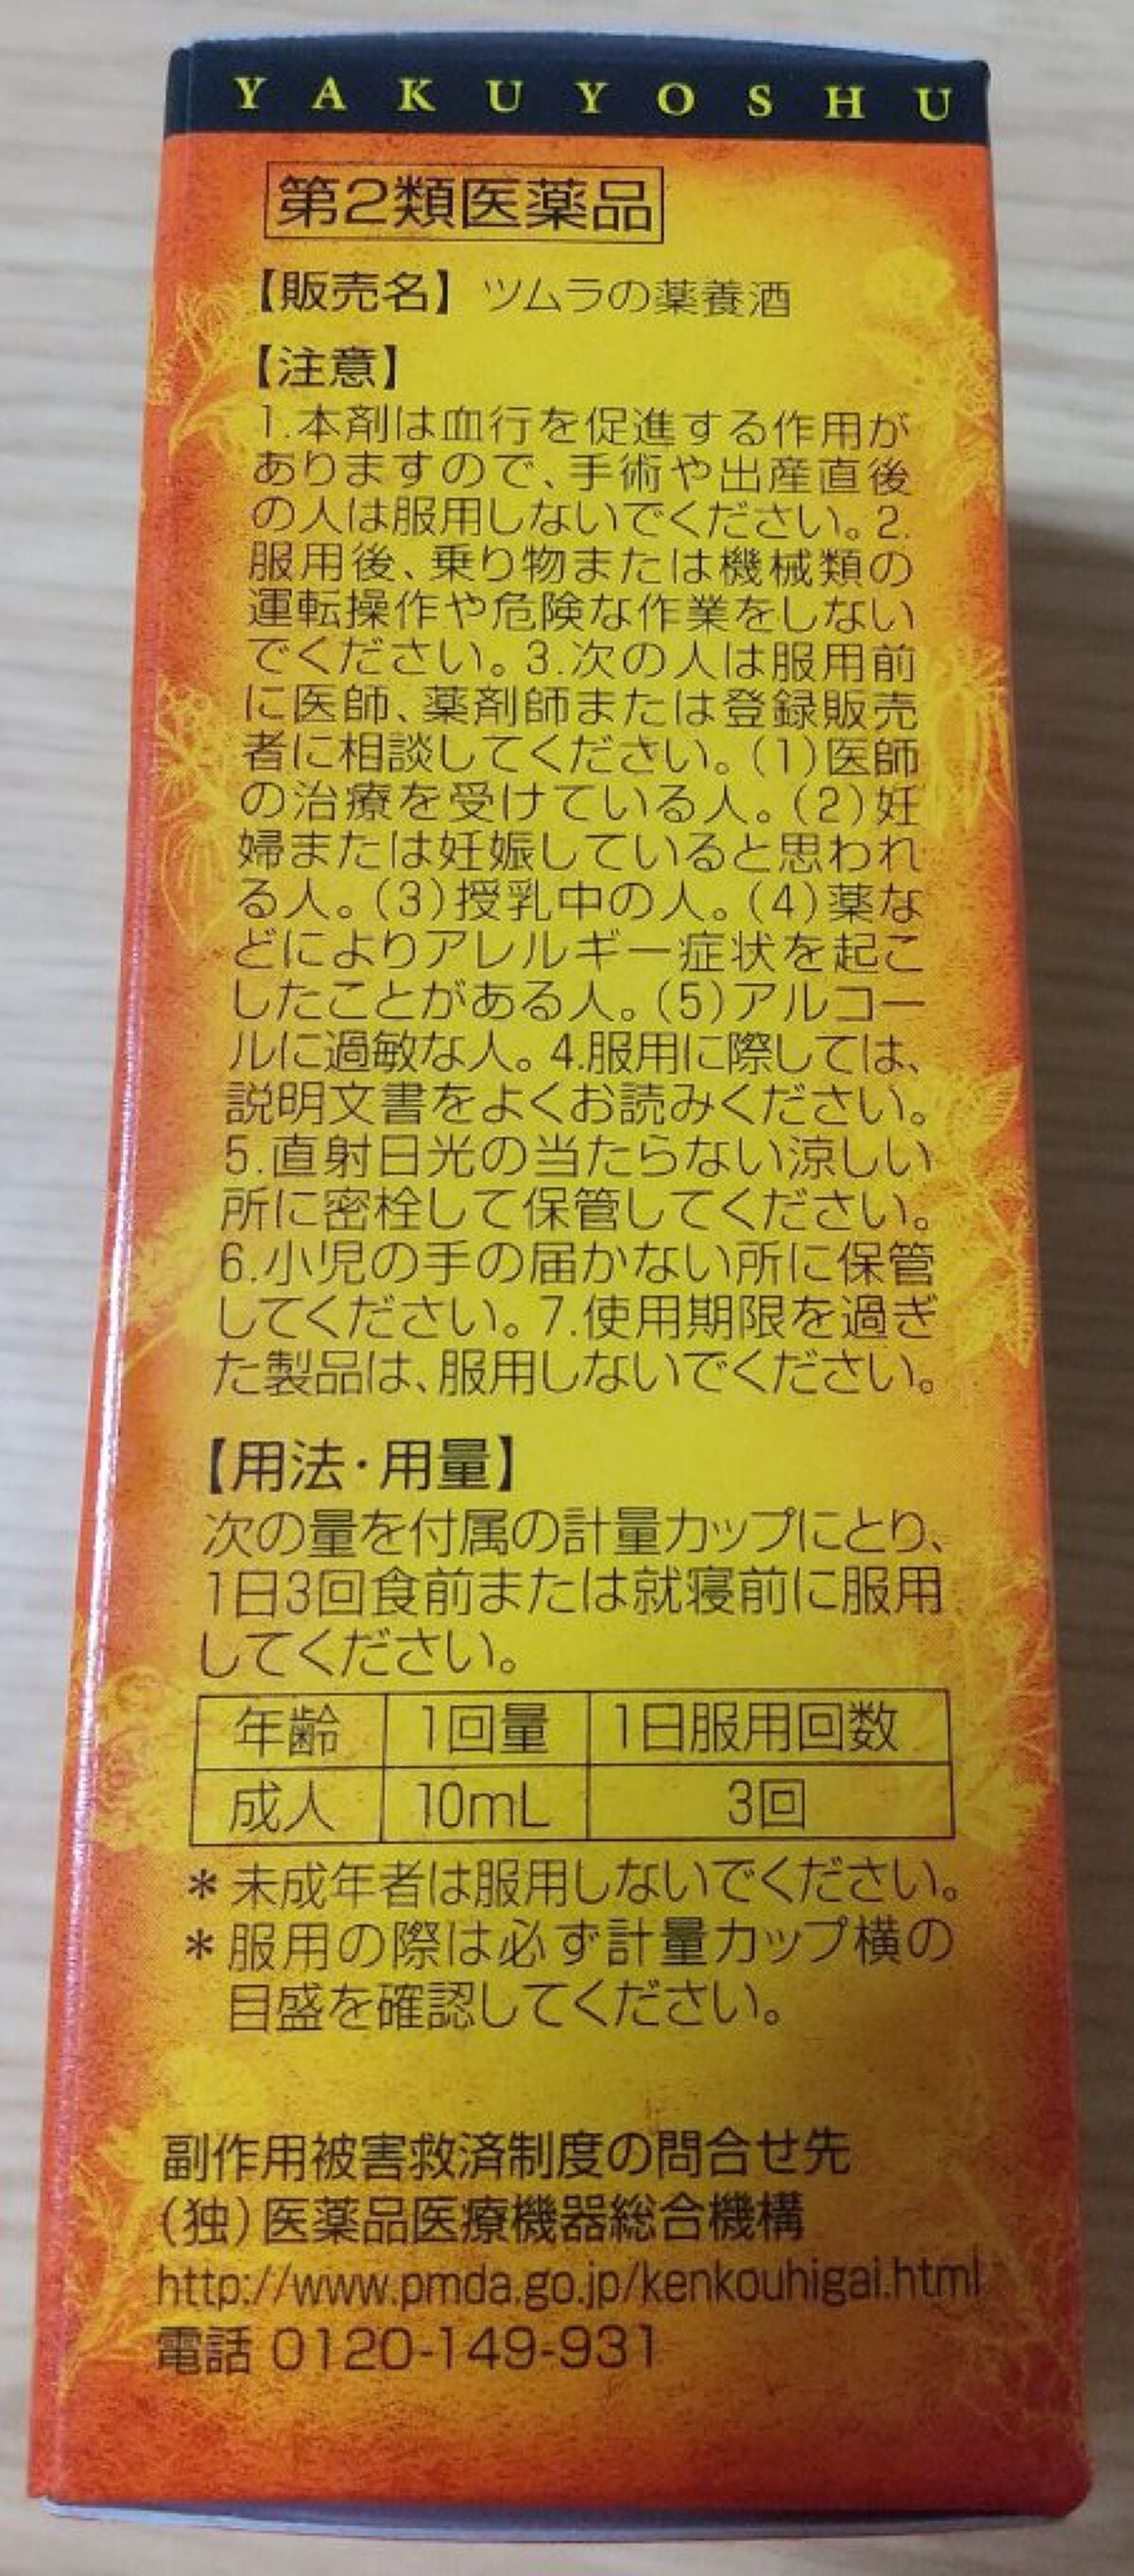 YAKUYOSHU
第2類医薬品
【販売名】ツムラの薬養酒
【注意】
1.本剤は血行を促進する作用が
ありますので、手術や出産直後
の人は服用しないでください。2.
服用後、乗り物または機械類の
運転操作や危険な作業をしない
でください。3.次の人は服用前
に医師、薬剤師または登録販売
者に相談してください。(1)医師
の治療を受けている人。(2)妊
婦または妊娠していると思われ
る人。(3)授乳中の人。(4)薬な
どによりアレルギー症状を起こ
したことがある人。(5)アルコー
ルに過敏な人。4.服用に際しては、
説明文書をよくお読みください。
5.直射日光の当たらない涼しい
所に密栓して保管してください。
6.小児の手の届かない所に保管
してください。7.使用期限を過ぎ
た製品は、服用しないでください。
【用法・用量】
次の量を付属の計量カップにとり、
1日3回食前または就寝前に服用
してください。
年齢 1回量 1日服用回数
成人 10mL 3回
＊未成年者は服用しないでください。
＊服用の際は必ず計量カップ横の
目盛を確認してください。
副作用被害救済制度の問合せ先
(独)医薬品医療機器総合機構
http://www.pmda.go.jp/kenkouhigai.html
電話 0120-149-931